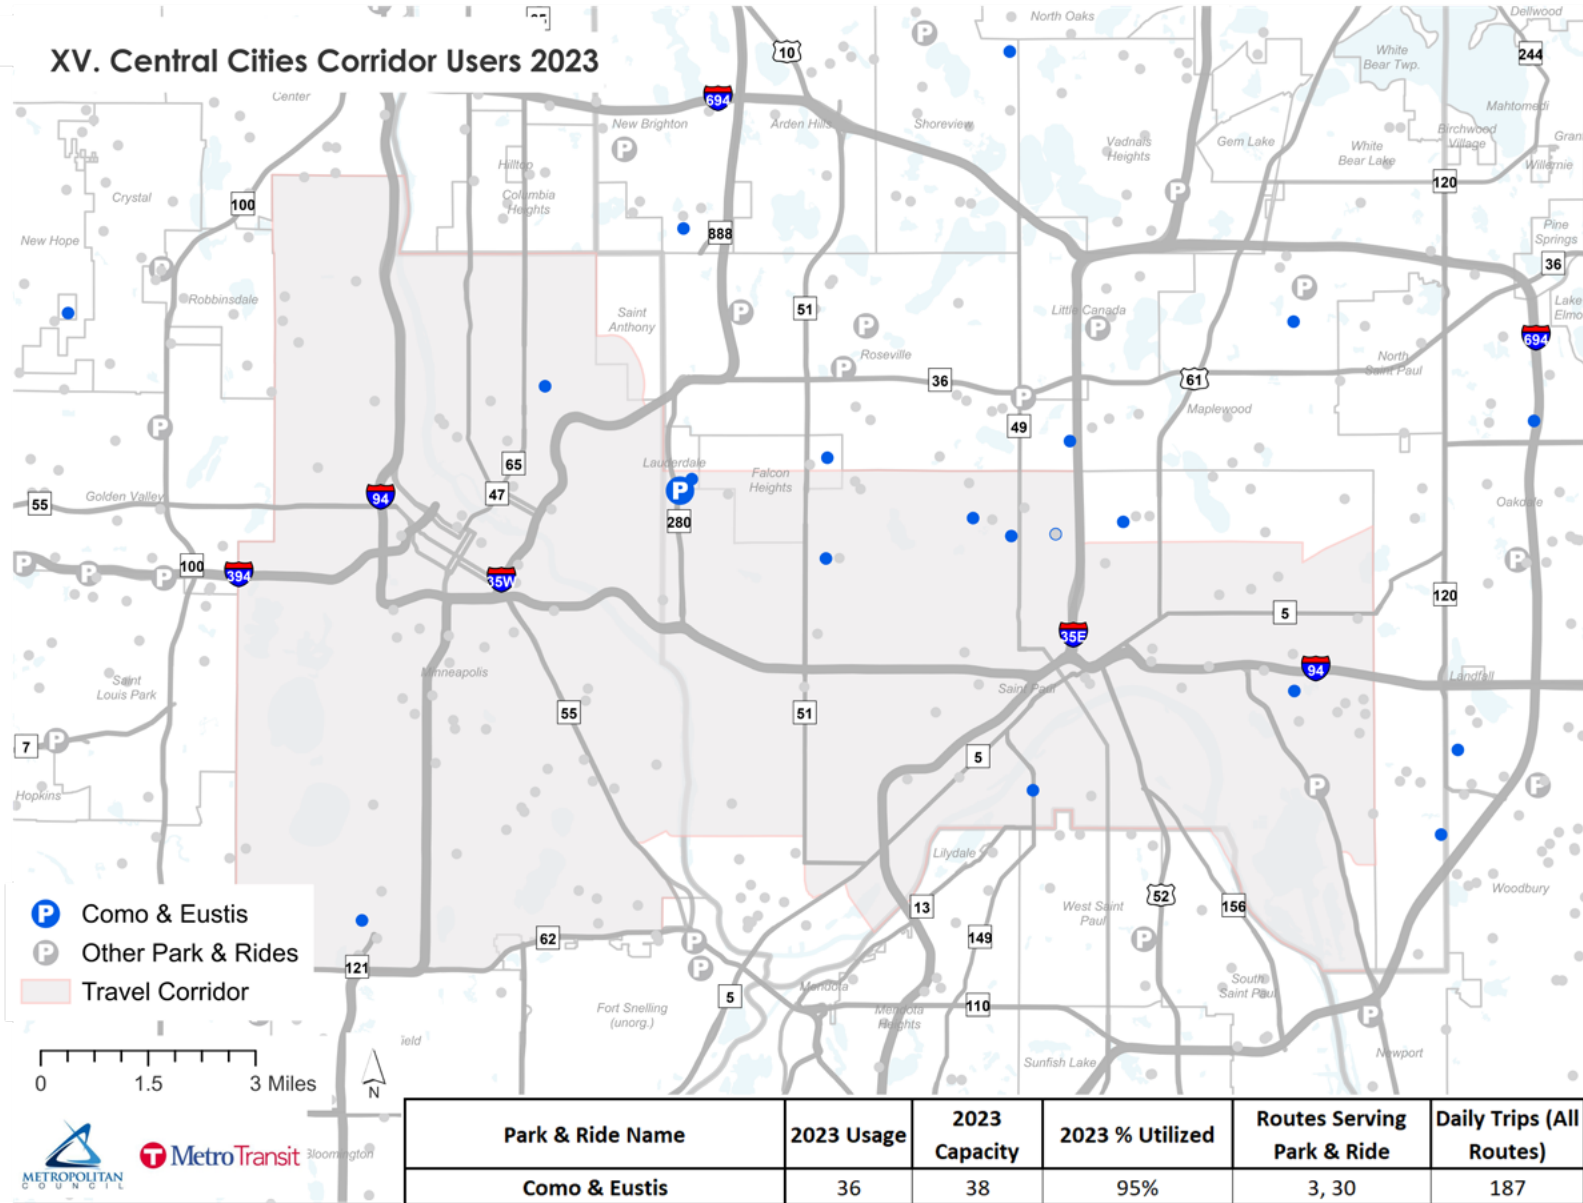 XV. Central Cities Corridor Users 2023
North Oaks
Dellwood
10
White
Bear Twp.
244
Center
694
New Brighton
Arden Hills
Shoreview
Mahtomedi
Hilltop
Vadnais
Heights
Gem Lake
White
Bear Lake
Birchwood
Village
Gran
Willernie
Crystal
100
Columbia
Heights
120
New Hope
888
Pine
Springs
36
Robbinsdale
Saint
Anthony
51
Little Canada
Lake
Elmo
694
Roseville
36
61
North
Saint Paul
Maplewood
49
65
Lauderdale
Falcon
Heights
Golden Valley
55
94
47
P
280
Oakdale
100
394
35W
120
5
35E
Minneapolis
Saint
Louis Park
Saint Paul
94
Landfall
55
51
7
5
Hopkins
Lilydale
Woodbury
13
West Saint
Paul
52
156
P Como & Eustis
P Other Park & Rides
Travel Corridor
62
149
121
5
Mendota
South
Saint Paul
Fort Snelling
(unorg.)
Mendota
Heights
110
ield
Sunfish Lake
Newport
0 1.5 3 Miles
N
METROPOLITAN
COUNCIL
T MetroTransit
Bloomington
Park & Ride Name 2023 Usage 2023 Capacity 2023 % Utilized Routes Serving Park & Ride Daily Trips (All Routes)
Como & Eustis 36 38 95% 3, 30 187